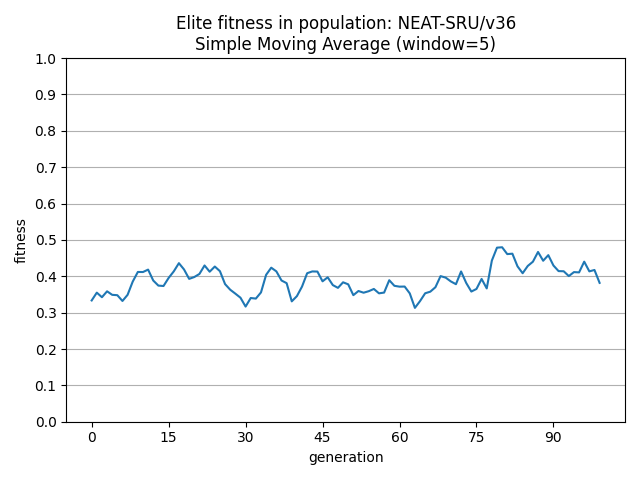 Elite fitness in population: NEAT-SRU/v36
Simple Moving Average (window=5)
fitness
1.0
0.9
0.8
0.7
0.6
0.5
0.4
0.3
0.2
0.1
0.0
0 15 30 45 60 75 90
generation